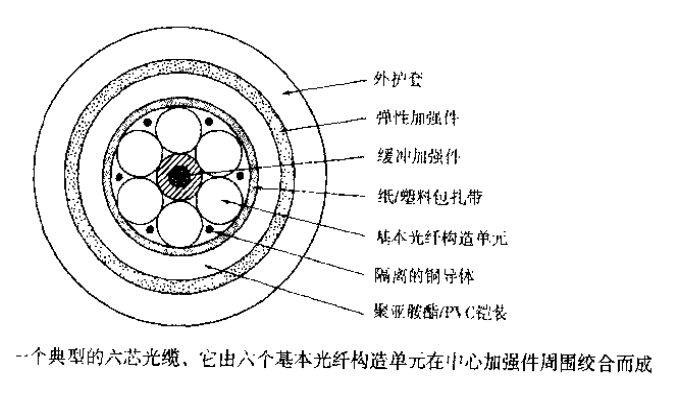 外护套
弹性加强件
缓冲加强件
纸/塑料包扎带
基本光纤构造单元
隔离的铜导体
聚亚胺酯/PVC铠装
一个典型的六芯光缆、它由六个基本光纤构造单元在中心加强件周围绞合而成